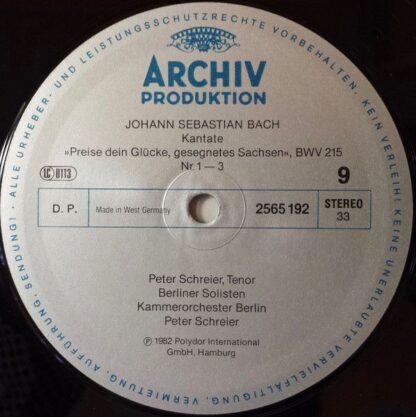 ALLE URHEBER- UND LEISTUNGSSCHUTZRECHTE VORBEHALTEN · KEIN VERLEIH! KEINE UNERLAUBTE VERVIELFÄLTIGUNG, VERMIETUNG, AUFFÜHRUNG, SENDUNG! ·
ARCHIV
PRODUKTION
JOHANN SEBASTIAN BACH
Kantate
»Preise dein Glücke, gesegnetes Sachsen«, BWV 215
Nr. 1 — 3
LC 0113
9
D. P.
Made in West Germany
2565 192
STEREO
33
Peter Schreier, Tenor
Berliner Solisten
Kammerorchester Berlin
Peter Schreier
Ⓟ 1982 Polydor International
GmbH, Hamburg